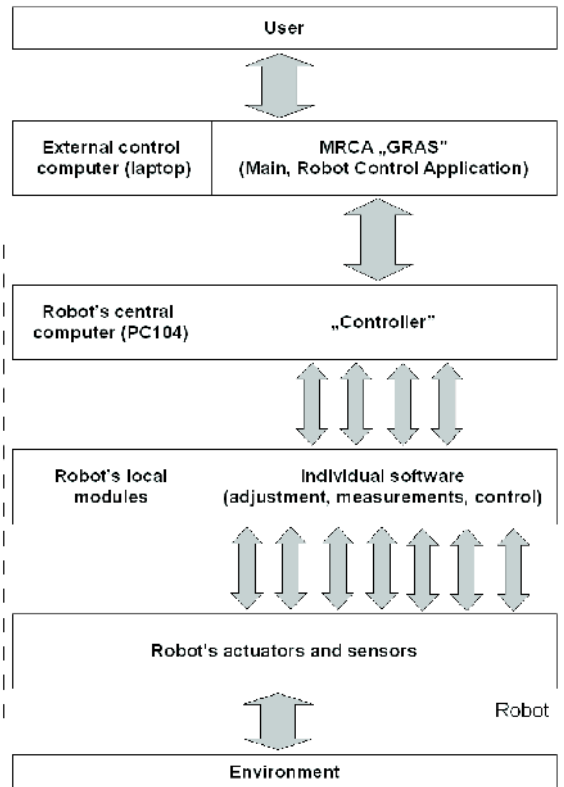 User
External control
computer (laptop)
MRCA „GRAS"
(Main, Robot Control Application)
Robot's central
computer (PC104)
„Controller"
Robot's local
modules
Individual software
(adjustment, measurements, control)
Robot's actuators and sensors
Robot
Environment